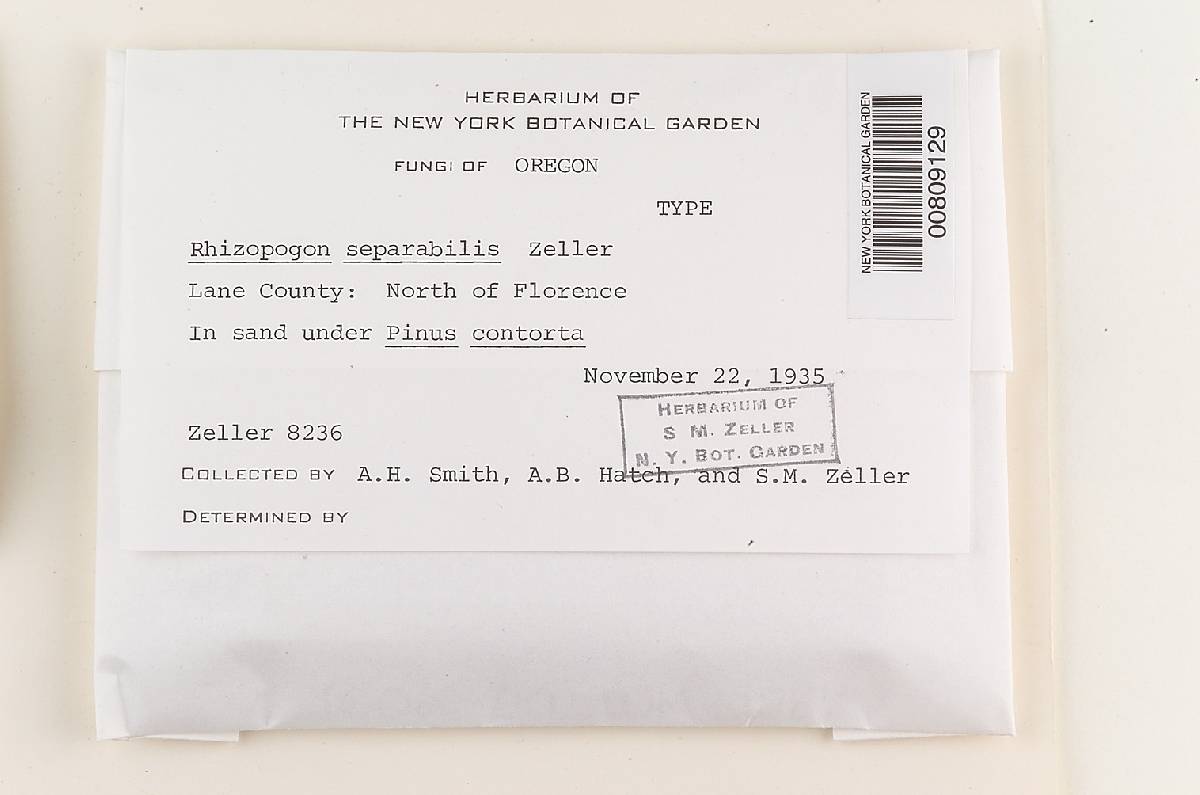 HERBARIUM OF
THE NEW YORK BOTANICAL GARDEN
FUNGI OF OREGON
TYPE
Rhizopogon separabilis Zeller
Lane County: North of Florence
In sand under Pinus contorta
November 22, 1935
HERBARIUM OF
S M. ZELLER
N. Y. BOT. GARDEN
Zeller 8236
COLLECTED BY A.H. Smith, A.B. Hatch, and S.M. Zeller
DETERMINED BY
NEW YORK BOTANICAL GARDEN
00809129